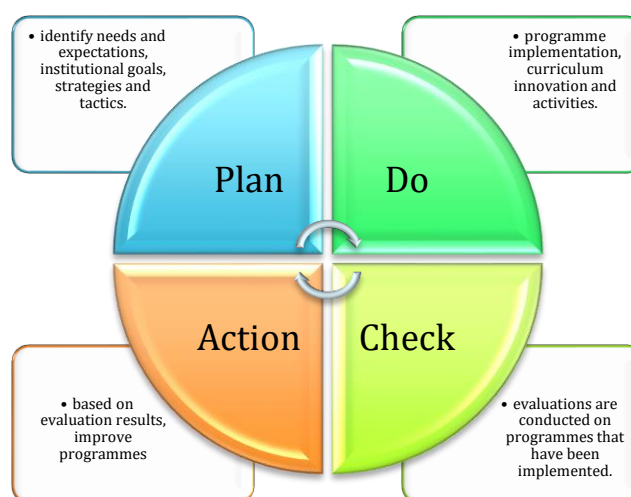 • identify needs and
expectations,
institutional goals,
strategies and
tactics.
• programme
implementation,
curriculum
innovation and
activities.
Plan
Do
Action
Check
• based on
evaluation results,
improve
programmes
• evaluations are
conducted on
programmes that
have been
implemented.